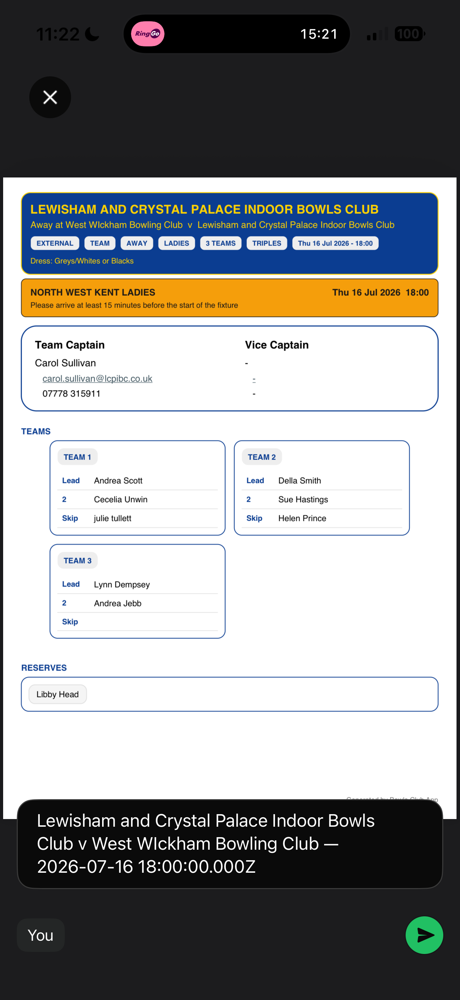 11:22
RingGo
15:21
100
LEWISHAM AND CRYSTAL PALACE INDOOR BOWLS CLUB
Away at West WIckham Bowling Club v Lewisham and Crystal Palace Indoor Bowls Club
EXTERNAL TEAM AWAY LADIES 3 TEAMS TRIPLES Thu 16 Jul 2026 - 18:00
Dress: Greys/Whites or Blacks
NORTH WEST KENT LADIES Thu 16 Jul 2026 18:00
Please arrive at least 15 minutes before the start of the fixture
Team Captain
Carol Sullivan
carol.sullivan@lcpibc.co.uk
07778 315911
Vice Captain
-
-
-
TEAMS
TEAM 1
Lead Andrea Scott
2 Cecelia Unwin
Skip julie tullett
TEAM 2
Lead Della Smith
2 Sue Hastings
Skip Helen Prince
TEAM 3
Lead Lynn Dempsey
2 Andrea Jebb
Skip
RESERVES
Libby Head
Generated by Bowls Club App
Lewisham and Crystal Palace Indoor Bowls
Club v West WIckham Bowling Club —
2026-07-16 18:00:00.000Z
You